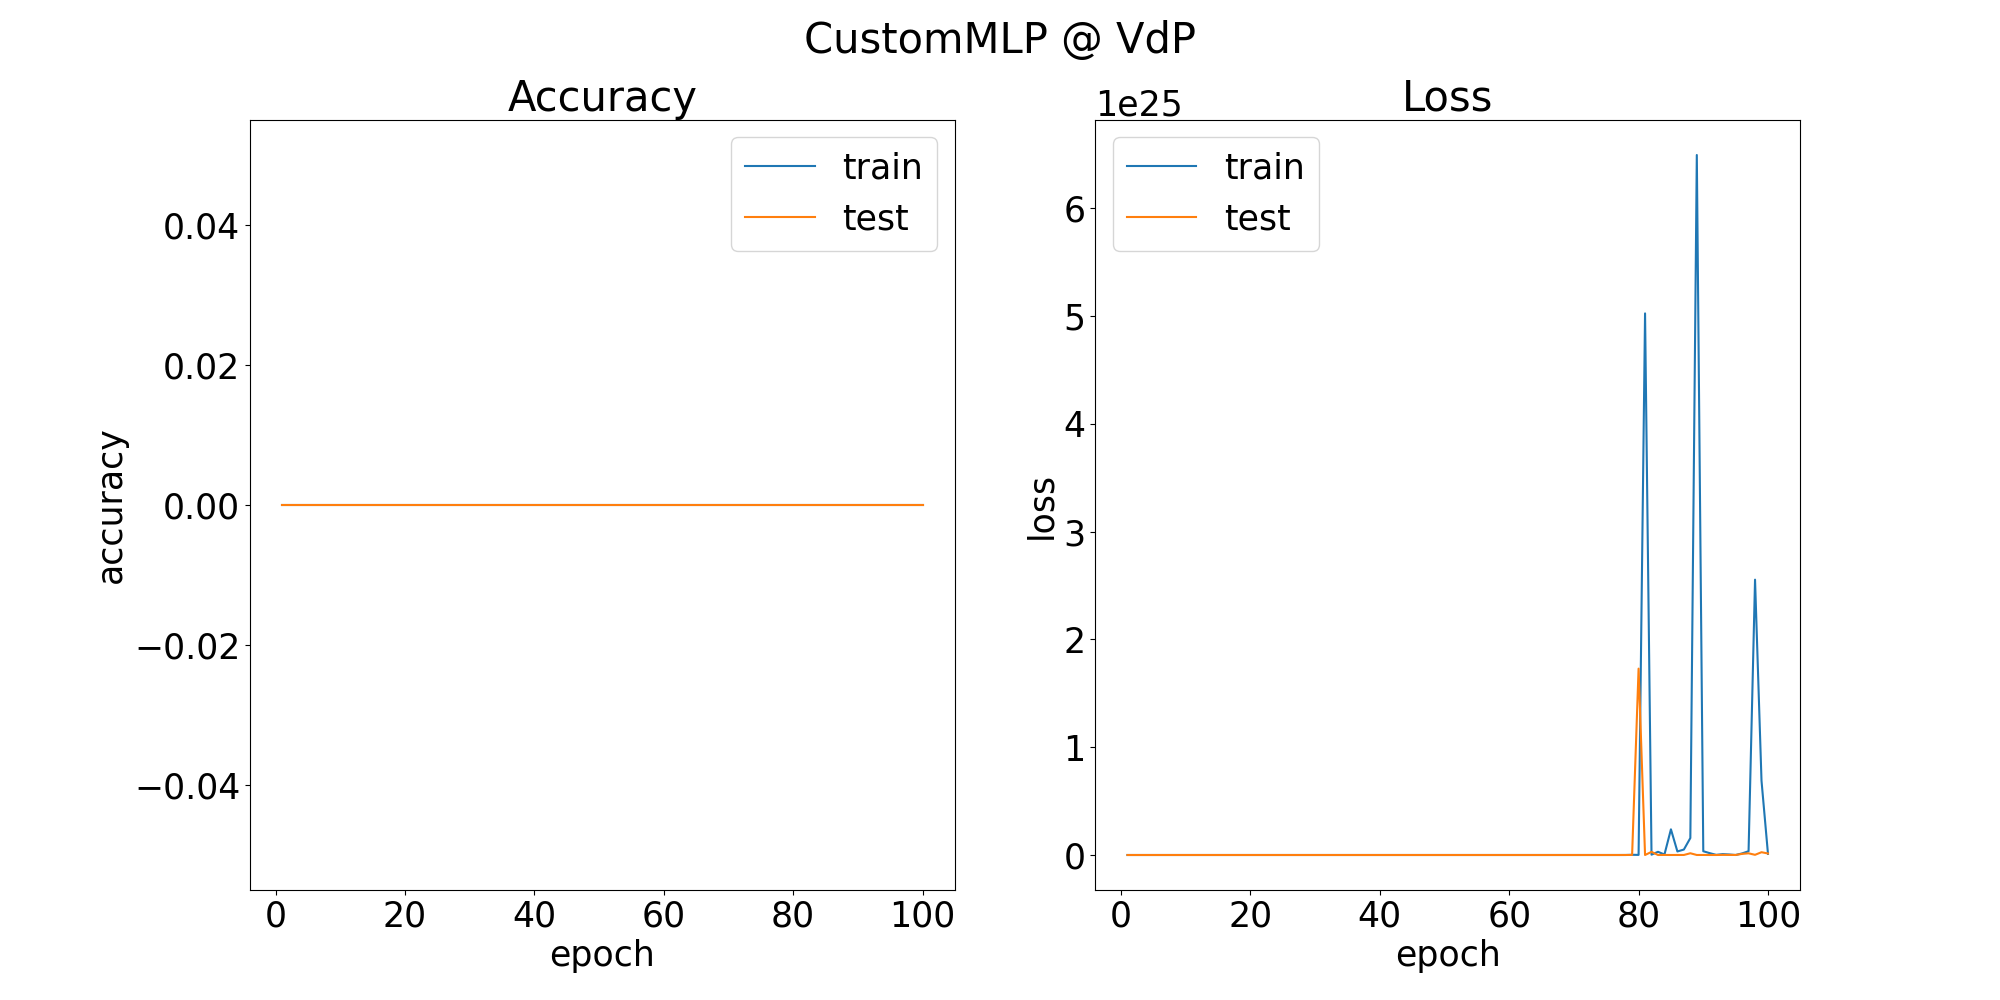 CustomMLP @ VdP
Accuracy
train
test
0.04
0.02
0.00
−0.02
−0.04
accuracy
0 20 40 60 80 100
epoch
Loss
1e25
train
test
6
5
4
3
2
1
0
loss
0 20 40 60 80 100
epoch